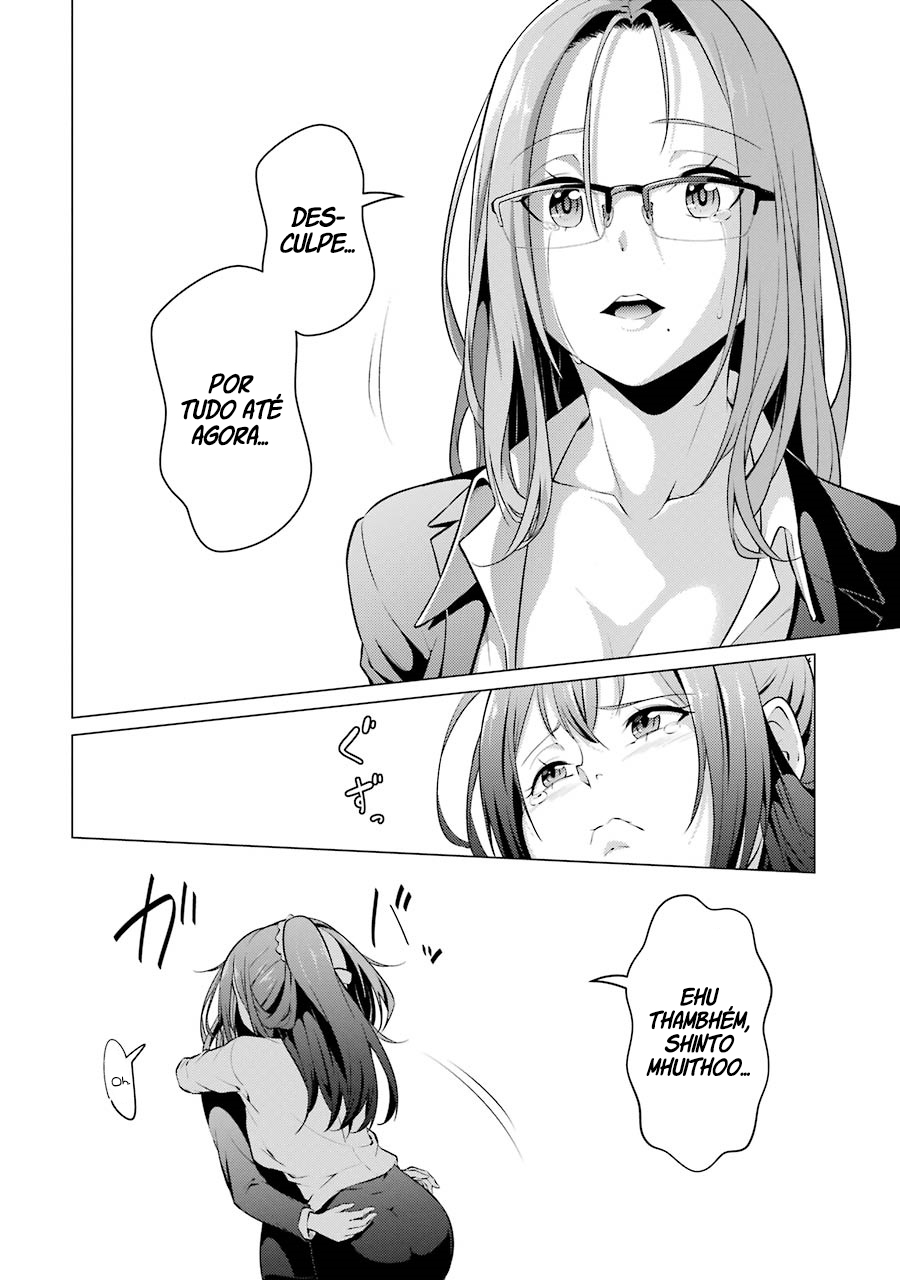 DES-
CULPE...
POR
TUDO ATÉ
AGORA...
ぐ
ずっ
EHU
THAMBHÉM,
SHINTO
MHUITHOO...
ガ
バッ
Oh